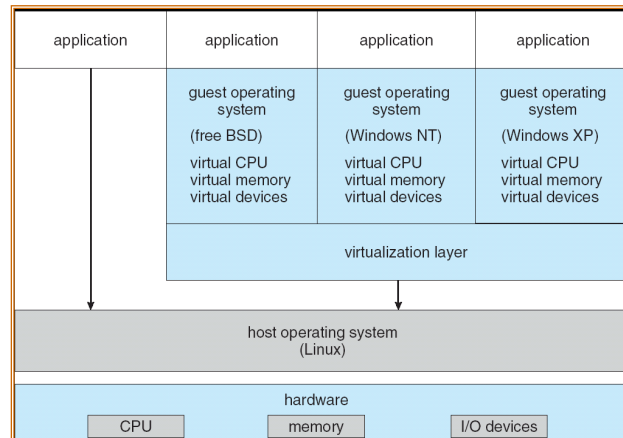 application
application
application
application
guest operating
system
(free BSD)
virtual CPU
virtual memory
virtual devices
guest operating
system
(Windows NT)
virtual CPU
virtual memory
virtual devices
guest operating
system
(Windows XP)
virtual CPU
virtual memory
virtual devices
virtualization layer
host operating system
(Linux)
hardware
CPU
memory
I/O devices